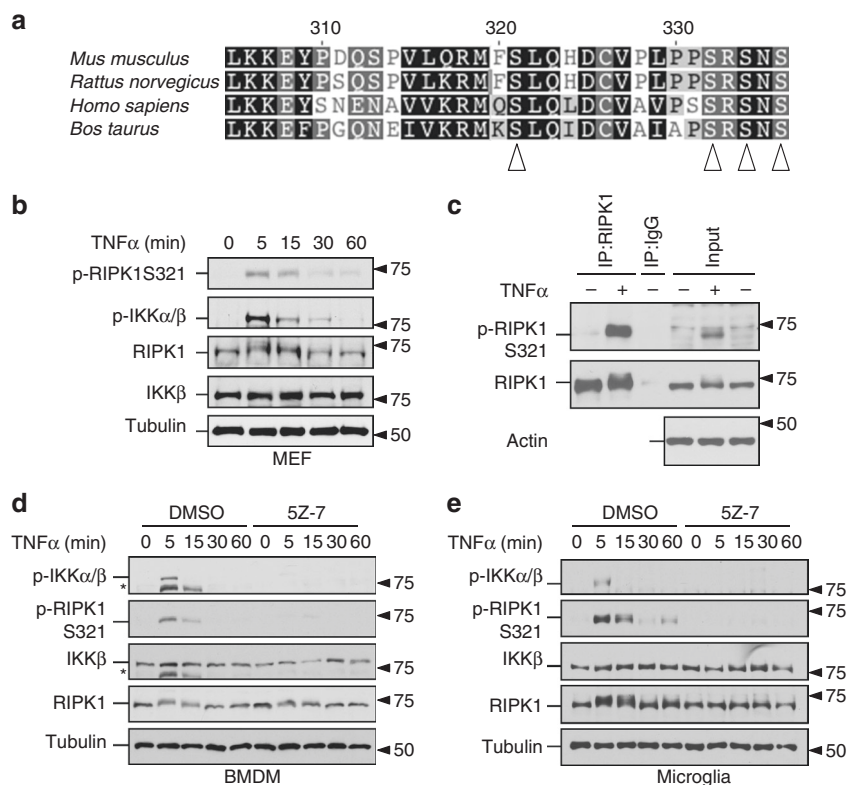 a
310 320 330
Mus musculus LKKEYPDQSPVLQRMFSLQHDCVPLPPSRSNS
Rattus norvegicus LKKEYPSQSPVLKRMFSLQHDCVPLPPSRSNS
Homo sapiens LKKEYSNENAVVKRMQSLQLDCVAVPSSRSNS
Bos taurus LKKEFPGQNEIVKRMKSLQIDCVAIAPSRSNS
b
TNFα (min) 0 5 15 30 60
p-RIPK1S321 75
p-IKKα/β 75
RIPK1 75
IKKβ 75
Tubulin 50
MEF
c
IP:RIPK1 IP:IgG Input
TNFα – + – – + –
p-RIPK1 75
S321
RIPK1 75
50
Actin
d
DMSO 5Z-7
TNFα (min) 0 5 15 30 60 0 5 15 30 60
p-IKKα/β 75
*
p-RIPK1 75
S321
IKKβ 75
*
RIPK1 75
Tubulin 50
BMDM
e
DMSO 5Z-7
TNFα (min) 0 5 15 30 60 0 5 15 30 60
p-IKKα/β 75
p-RIPK1 75
S321
IKKβ 75
RIPK1 75
Tubulin 50
Microglia